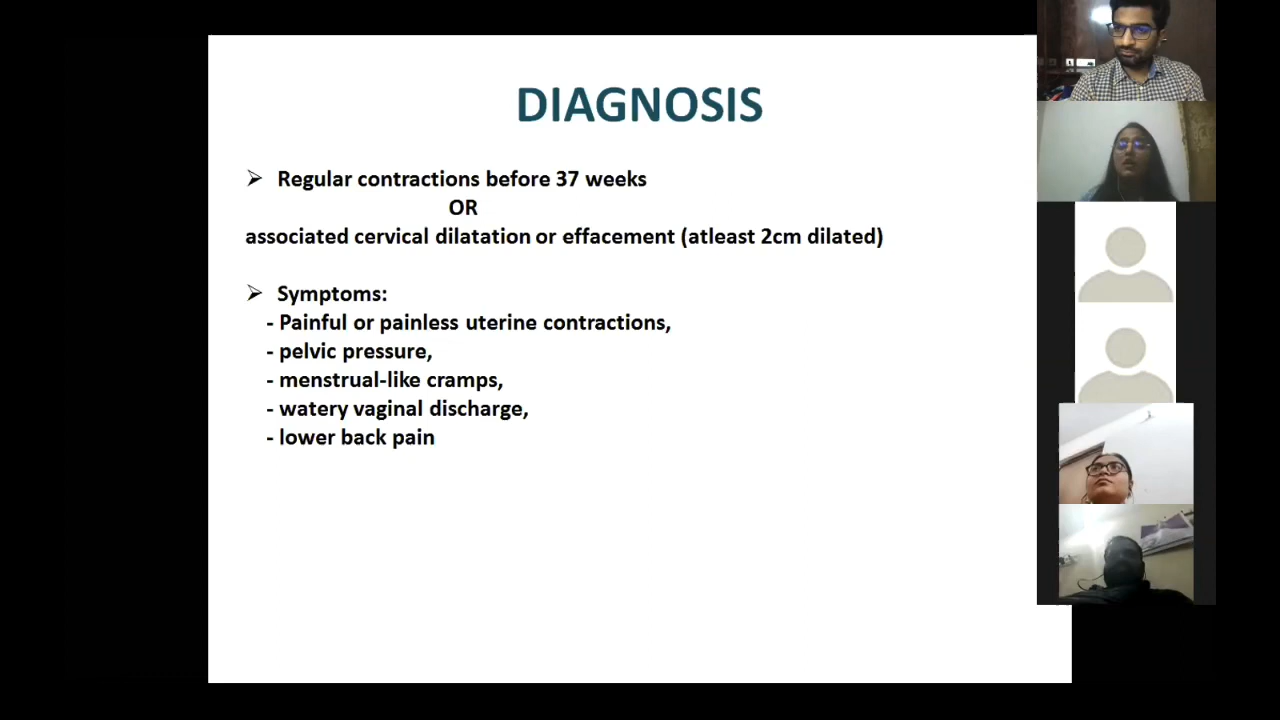 DIAGNOSIS
Regular contractions before 37 weeks
OR
associated cervical dilatation or effacement (atleast 2cm dilated)
Symptoms:
- Painful or painless uterine contractions,
- pelvic pressure,
- menstrual-like cramps,
- watery vaginal discharge,
- lower back pain